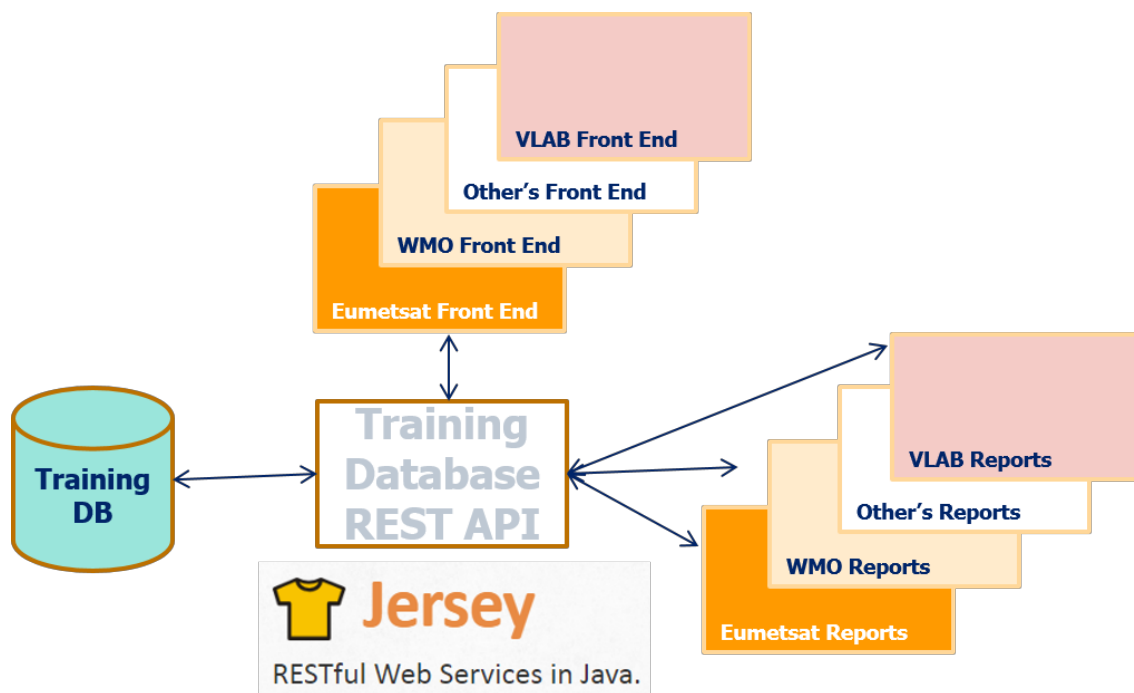 VLAB Front End
Other's Front End
WMO Front End
Eumetsat Front End
Training
DB
Training
Database
REST API
VLAB Reports
Other's Reports
WMO Reports
Eumetsat Reports
Jersey
RESTful Web Services in Java.